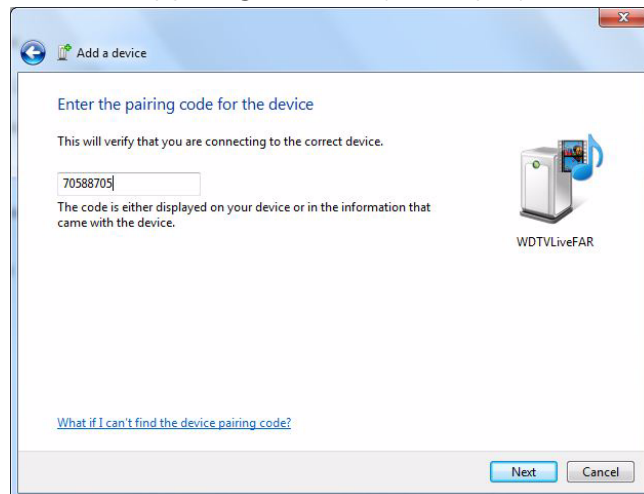 Add a device
Enter the pairing code for the device
This will verify that you are connecting to the correct device.
70588705
The code is either displayed on your device or in the information that
came with the device.
WDTVLiveFAR
What if I can't find the device pairing code?
Next
Cancel